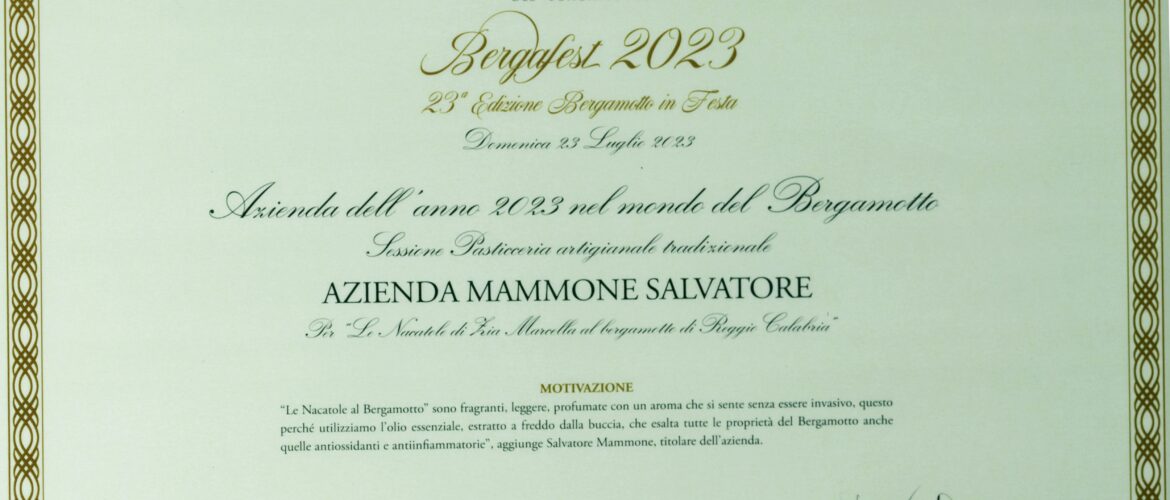 Bergafest 2023
23ª Edizione Bergamotto in Festa
Domenica 23 Luglio 2023
Azienda dell'anno 2023 nel mondo del Bergamotto
Sessione Pasticceria artigianale tradizionale
AZIENDA MAMMONE SALVATORE
Per "Le Nacatole di Zia Marcella al bergamotto di Reggio Calabria"
MOTIVAZIONE
“Le Nacatole al Bergamotto” sono fragranti, leggere, profumate con un aroma che si sente senza essere invasivo, questo
perché utilizziamo l’olio essenziale, estratto a freddo dalla buccia, che esalta tutte le proprietà del Bergamotto anche
quelle antiossidanti e antiinfiammatorie”, aggiunge Salvatore Mammone, titolare dell’azienda.